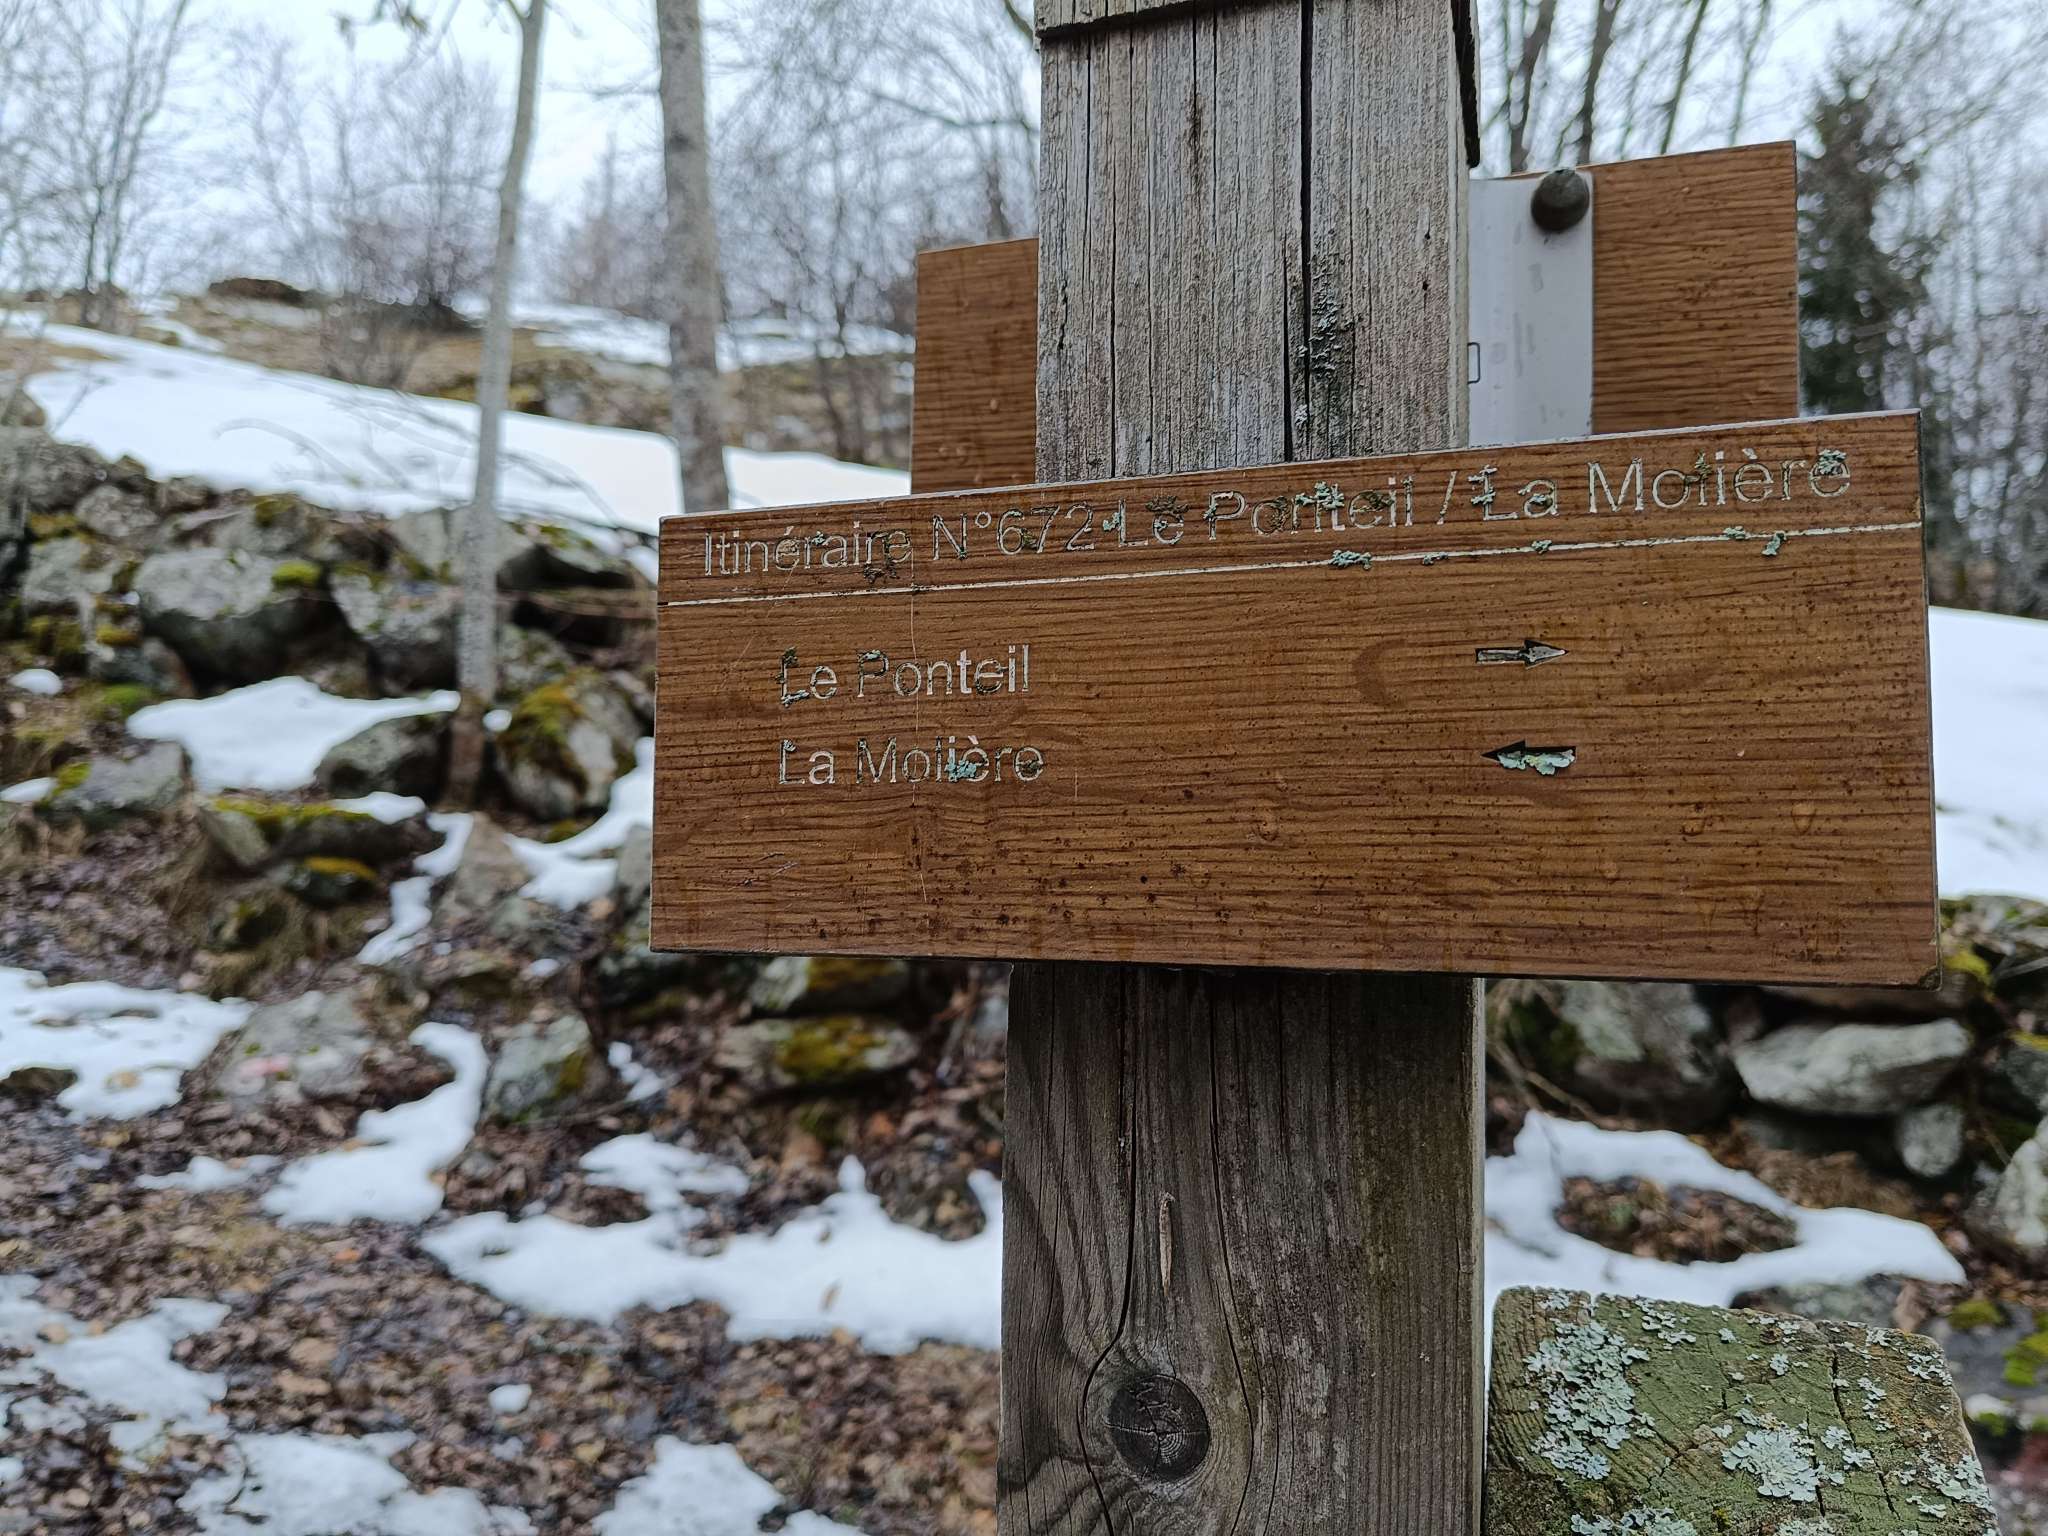 Itinéraire N°672 Le Ponteil / La Molière
Le Ponteil →
La Molière ←